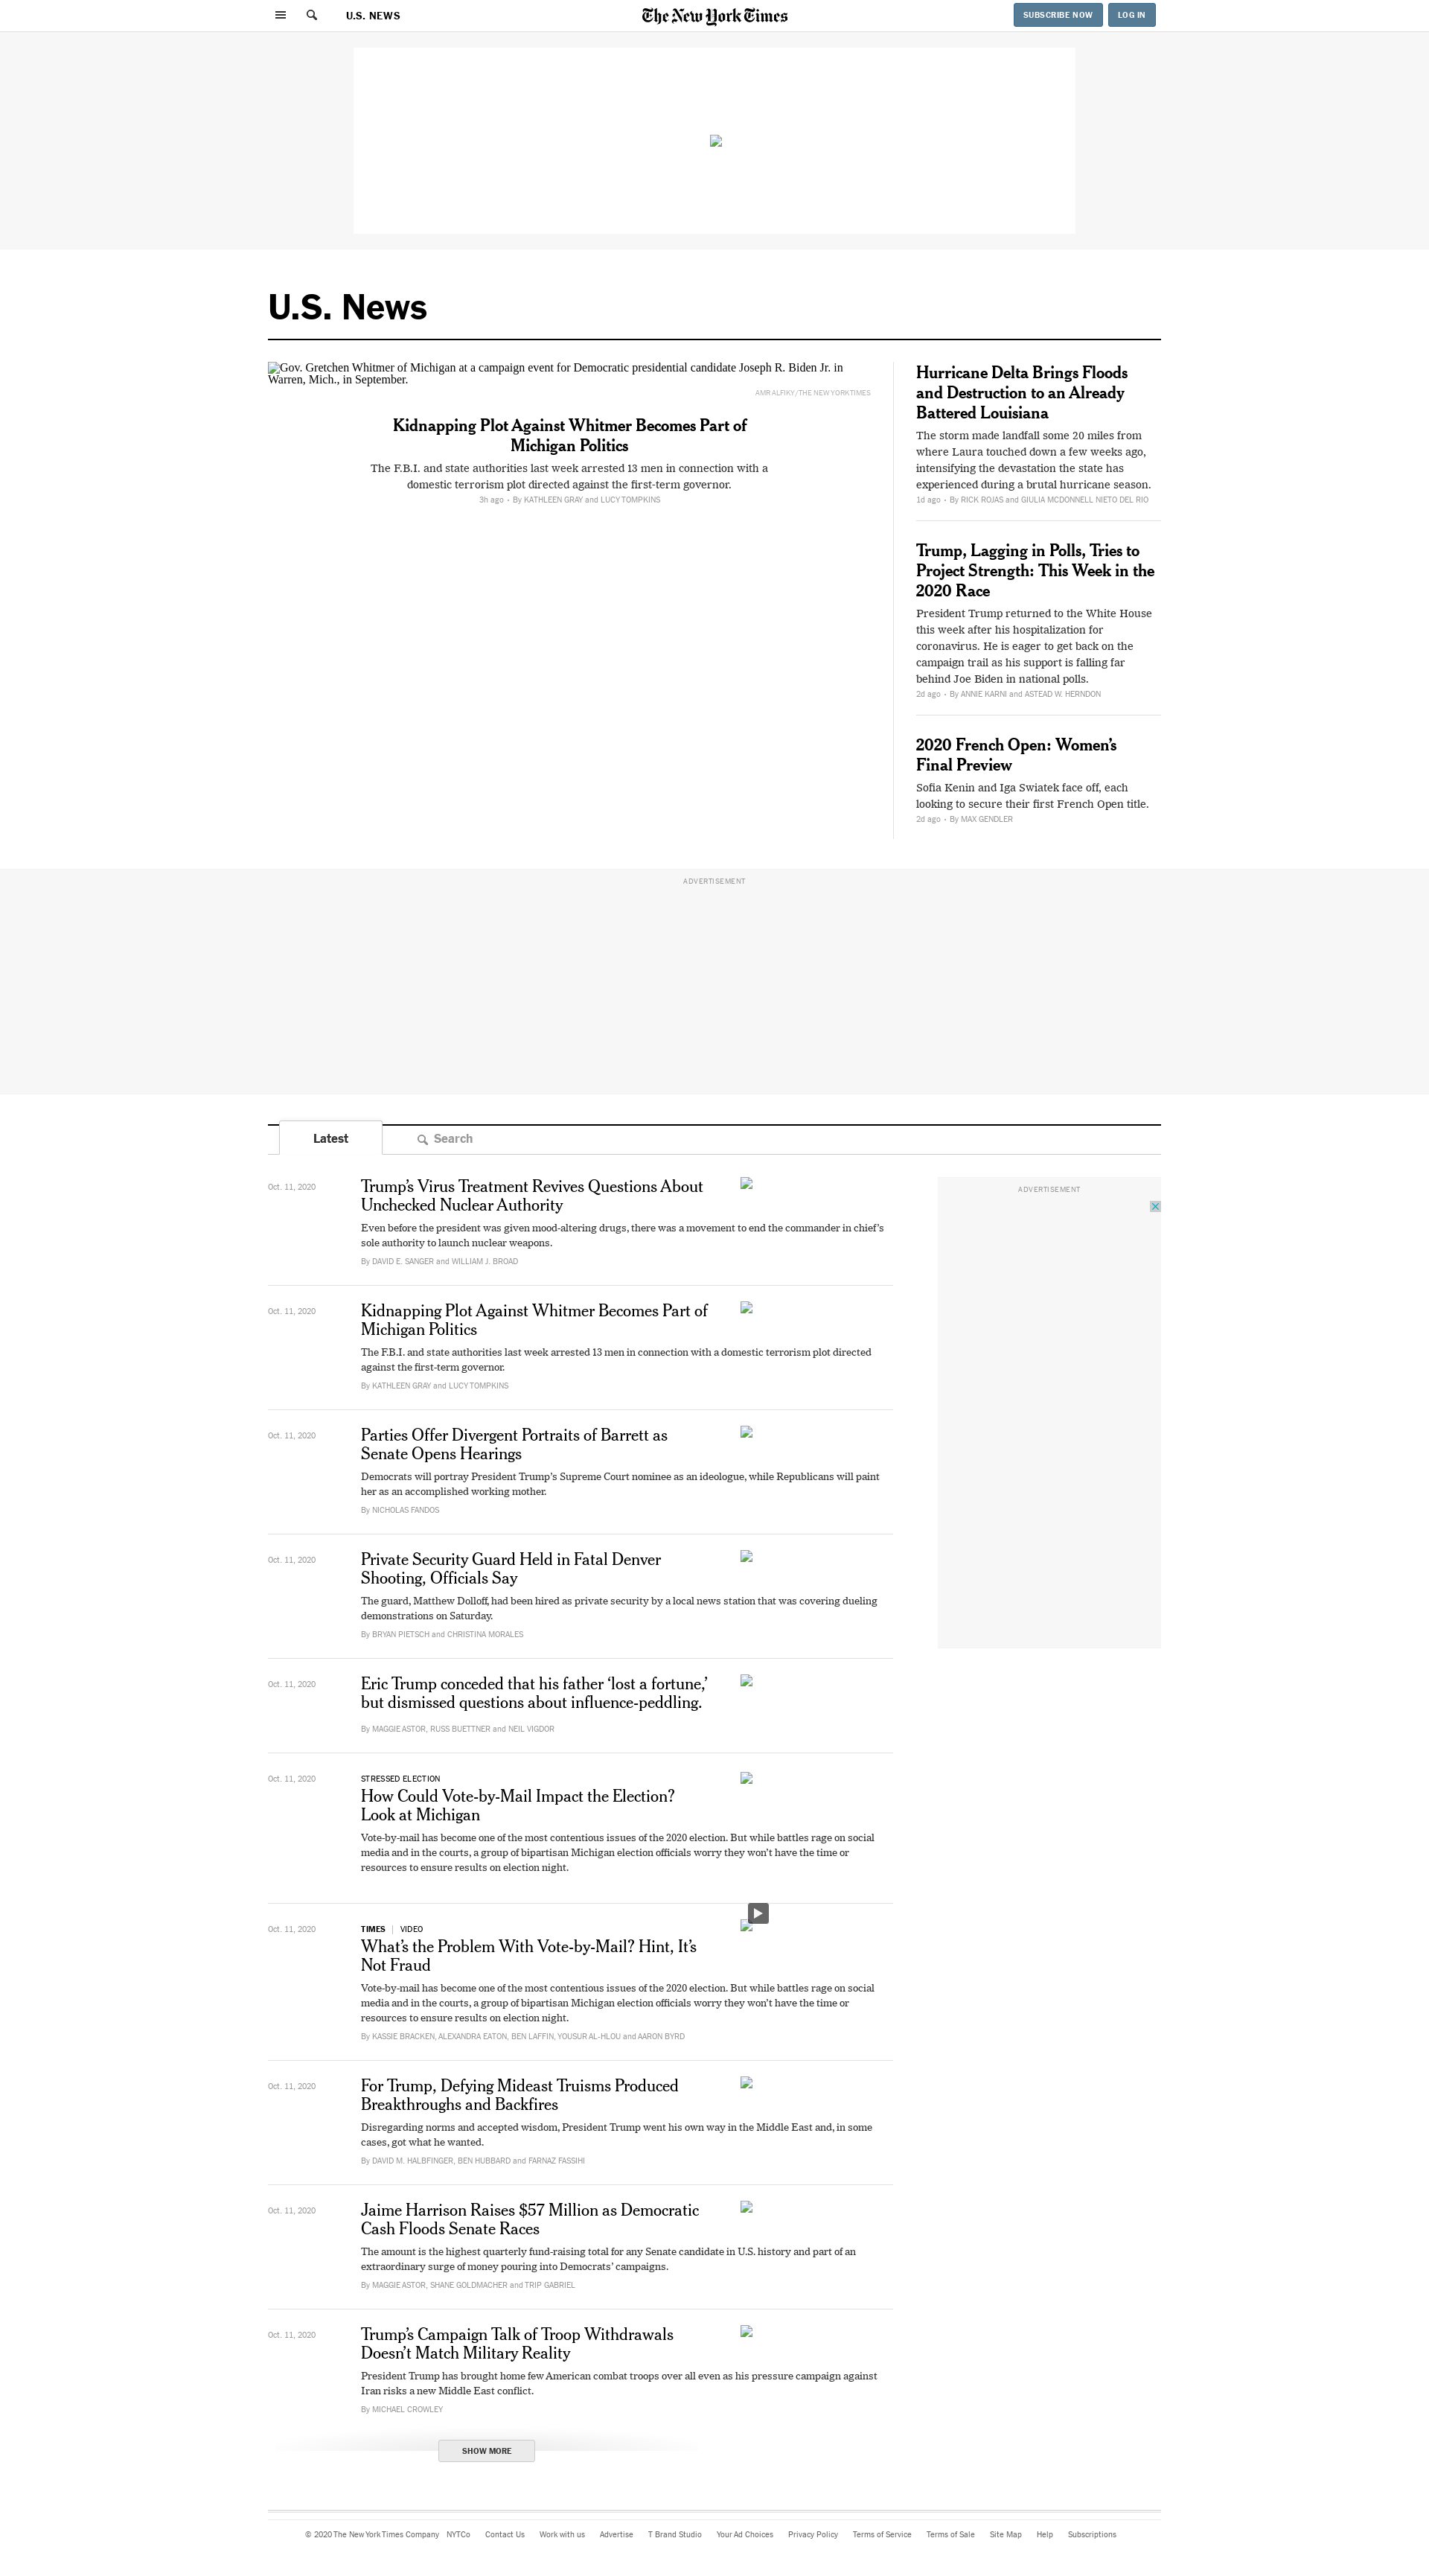 U.S. NEWS
The New York Times
SUBSCRIBE NOW
LOG IN
U.S. News
Gov. Gretchen Whitmer of Michigan at a campaign event for Democratic presidential candidate Joseph R. Biden Jr. in
Warren, Mich., in September.
AMR ALFIKY/THE NEW YORK TIMES
Kidnapping Plot Against Whitmer Becomes Part of
Michigan Politics
The F.B.I. and state authorities last week arrested 13 men in connection with a
domestic terrorism plot directed against the first-term governor.
3h ago • By KATHLEEN GRAY and LUCY TOMPKINS
Hurricane Delta Brings Floods
and Destruction to an Already
Battered Louisiana
The storm made landfall some 20 miles from
where Laura touched down a few weeks ago,
intensifying the devastation the state has
experienced during a brutal hurricane season.
1d ago • By RICK ROJAS and GIULIA MCDONNELL NIETO DEL RIO
Trump, Lagging in Polls, Tries to
Project Strength: This Week in the
2020 Race
President Trump returned to the White House
this week after his hospitalization for
coronavirus. He is eager to get back on the
campaign trail as his support is falling far
behind Joe Biden in national polls.
2d ago • By ANNIE KARNI and ASTEAD W. HERNDON
2020 French Open: Women’s
Final Preview
Sofia Kenin and Iga Swiatek face off, each
looking to secure their first French Open title.
2d ago • By MAX GENDLER
ADVERTISEMENT
Latest
Search
ADVERTISEMENT
Oct. 11, 2020
Trump’s Virus Treatment Revives Questions About
Unchecked Nuclear Authority
Even before the president was given mood-altering drugs, there was a movement to end the commander in chief’s
sole authority to launch nuclear weapons.
By DAVID E. SANGER and WILLIAM J. BROAD
Oct. 11, 2020
Kidnapping Plot Against Whitmer Becomes Part of
Michigan Politics
The F.B.I. and state authorities last week arrested 13 men in connection with a domestic terrorism plot directed
against the first-term governor.
By KATHLEEN GRAY and LUCY TOMPKINS
Oct. 11, 2020
Parties Offer Divergent Portraits of Barrett as
Senate Opens Hearings
Democrats will portray President Trump’s Supreme Court nominee as an ideologue, while Republicans will paint
her as an accomplished working mother.
By NICHOLAS FANDOS
Oct. 11, 2020
Private Security Guard Held in Fatal Denver
Shooting, Officials Say
The guard, Matthew Dolloff, had been hired as private security by a local news station that was covering dueling
demonstrations on Saturday.
By BRYAN PIETSCH and CHRISTINA MORALES
Oct. 11, 2020
Eric Trump conceded that his father ‘lost a fortune,’
but dismissed questions about influence-peddling.
By MAGGIE ASTOR, RUSS BUETTNER and NEIL VIGDOR
Oct. 11, 2020
STRESSED ELECTION
How Could Vote-by-Mail Impact the Election?
Look at Michigan
Vote-by-mail has become one of the most contentious issues of the 2020 election. But while battles rage on social
media and in the courts, a group of bipartisan Michigan election officials worry they won’t have the time or
resources to ensure results on election night.
Oct. 11, 2020
TIMES | VIDEO
What’s the Problem With Vote-by-Mail? Hint, It’s
Not Fraud
Vote-by-mail has become one of the most contentious issues of the 2020 election. But while battles rage on social
media and in the courts, a group of bipartisan Michigan election officials worry they won’t have the time or
resources to ensure results on election night.
By KASSIE BRACKEN, ALEXANDRA EATON, BEN LAFFIN, YOUSUR AL-HLOU and AARON BYRD
Oct. 11, 2020
For Trump, Defying Mideast Truisms Produced
Breakthroughs and Backfires
Disregarding norms and accepted wisdom, President Trump went his own way in the Middle East and, in some
cases, got what he wanted.
By DAVID M. HALBFINGER, BEN HUBBARD and FARNAZ FASSIHI
Oct. 11, 2020
Jaime Harrison Raises $57 Million as Democratic
Cash Floods Senate Races
The amount is the highest quarterly fund-raising total for any Senate candidate in U.S. history and part of an
extraordinary surge of money pouring into Democrats’ campaigns.
By MAGGIE ASTOR, SHANE GOLDMACHER and TRIP GABRIEL
Oct. 11, 2020
Trump’s Campaign Talk of Troop Withdrawals
Doesn’t Match Military Reality
President Trump has brought home few American combat troops over all even as his pressure campaign against
Iran risks a new Middle East conflict.
By MICHAEL CROWLEY
SHOW MORE
© 2020 The New York Times Company NYTCo Contact Us Work with us Advertise T Brand Studio Your Ad Choices Privacy Policy Terms of Service Terms of Sale Site Map Help Subscriptions